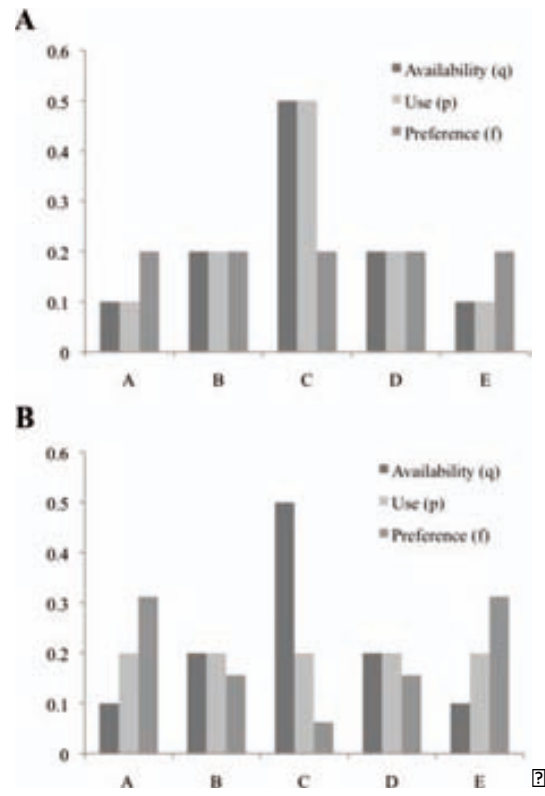 A
0.6
Availability (q)
0.5
Use (p)
Preference (f)
0.4
0.3
0.2
0.1
0
A B C D E
B
0.6
Availability (q)
0.5
Use (p)
0.4
Preference (f)
0.3
0.2
0.1
0
A B C D E ?